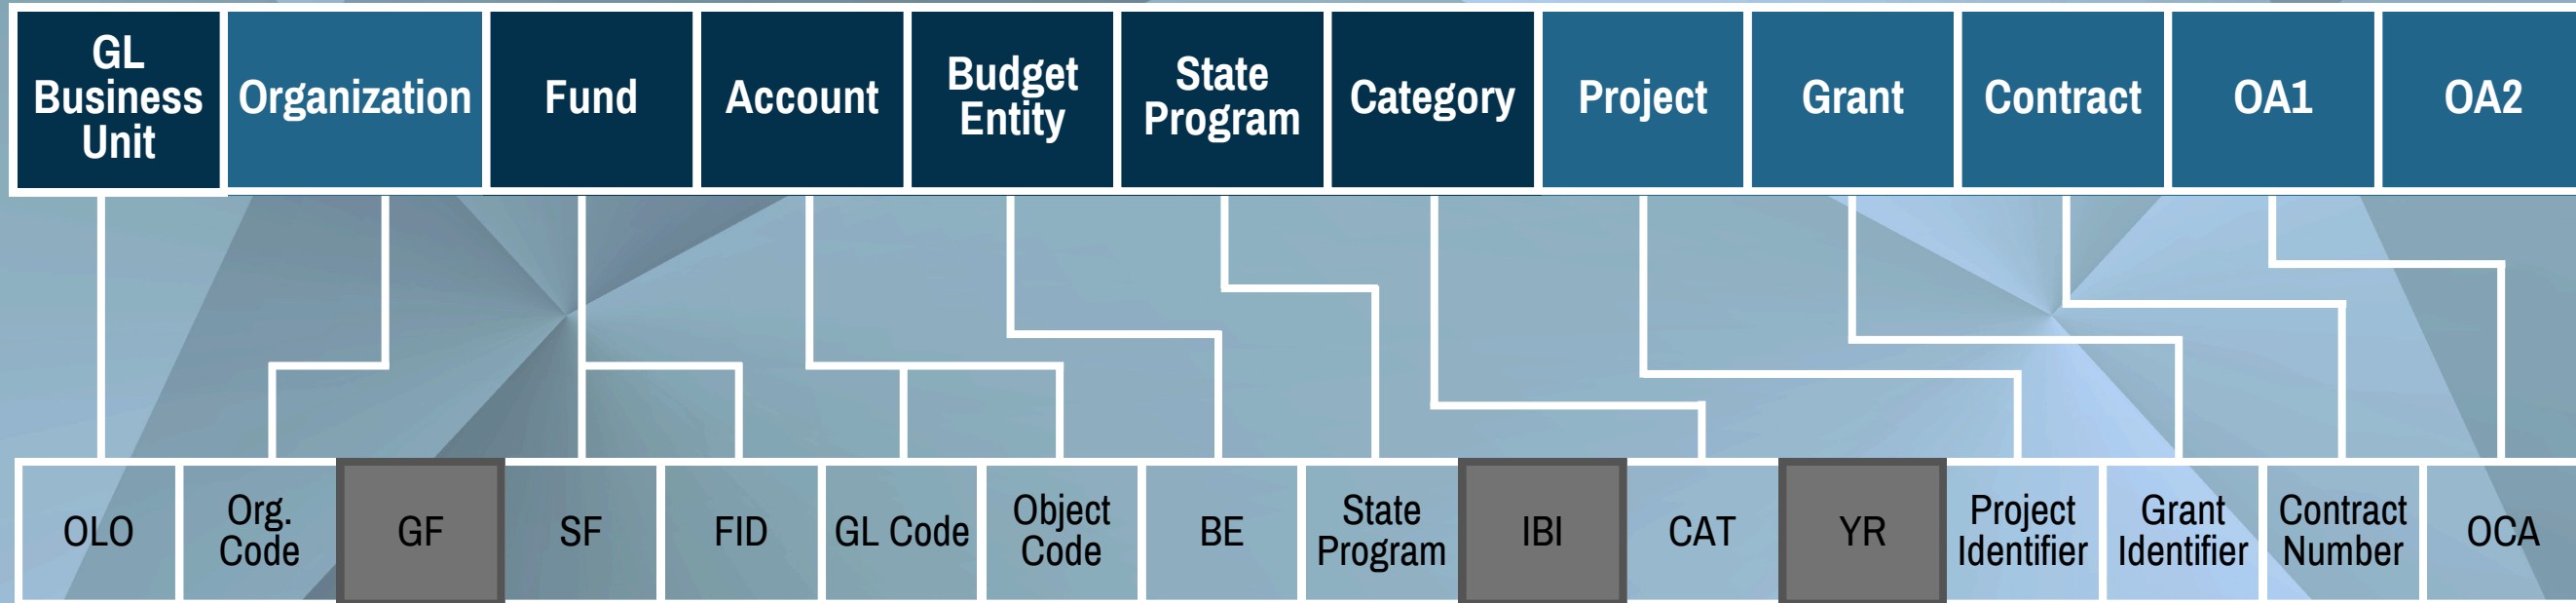 GL
Business
Unit
Organization
Fund
Account
Budget
Entity
State
Program
Category
Project
Grant
Contract
OA1
OA2
OLO
Org.
Code
GF
SF
FID
GL Code
Object
Code
BE
State
Program
IBI
CAT
YR
Project
Identifier
Grant
Identifier
Contract
Number
OCA